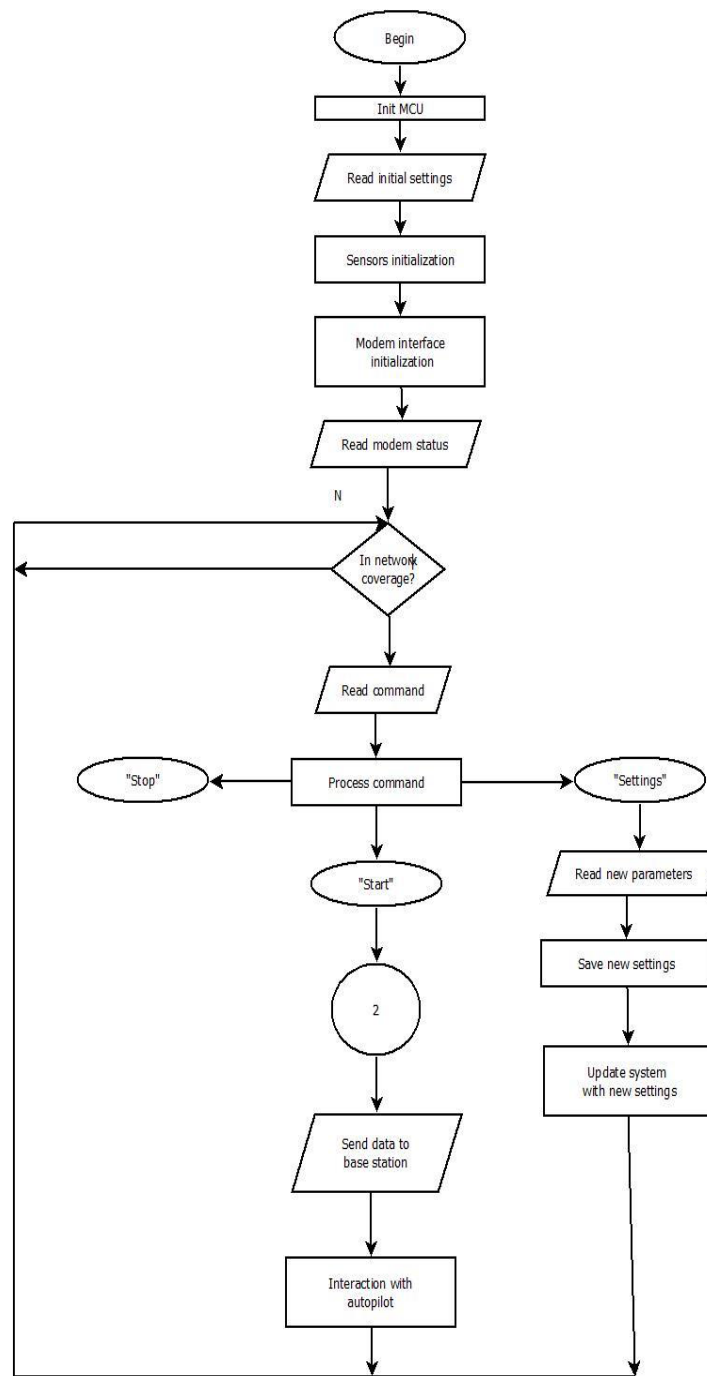 Begin
Init MCU
Read initial settings
Sensors initialization
Modem interface
initialization
Read modem status
N
In network
coverage?
Read command
"Stop"
Process command
"Settings"
"Start"
Read new parameters
Save new settings
2
Update system
with new settings
Send data to
base station
Interaction with
autopilot